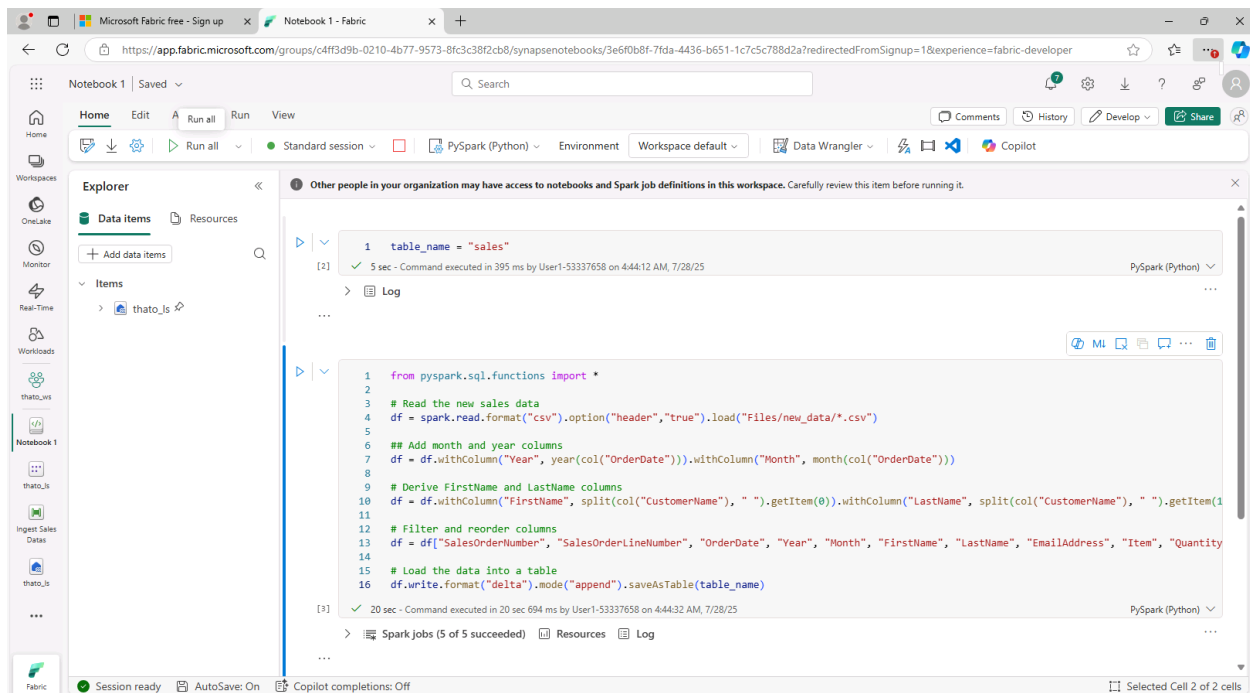 Microsoft Fabric free - Sign up
Notebook 1 - Fabric
https://app.fabric.microsoft.com/groups/c4ff3d9b-0210-4b77-9573-8fc3c38f2cb8/synapsenotebooks/3e6f0b8f-7fda-4436-b651-1c7c5c788d2a?redirectedFromSignup=1&experience=fabric-developer
Notebook 1 Saved
Search
7
Home Edit A Run all Run View
Comments History Develop Share
Run all Standard session PySpark (Python) Environment Workspace default Data Wrangler Copilot
Home
Workspaces
OneLake
Monitor
Real-Time
Workloads
thato_ws
Notebook 1
thato_ls
Ingest Sales
Datas
thato_ls
Fabric
Explorer
Data items Resources
Add data items
Items
thato_ls
Other people in your organization may have access to notebooks and Spark job definitions in this workspace. Carefully review this item before running it.
1 table_name = "sales"
[2] 5 sec - Command executed in 395 ms by User1-53337658 on 4:44:12 AM, 7/28/25 PySpark (Python)
Log
M↓
1 from pyspark.sql.functions import *
2
3 # Read the new sales data
4 df = spark.read.format("csv").option("header","true").load("Files/new_data/*.csv")
5
6 ## Add month and year columns
7 df = df.withColumn("Year", year(col("OrderDate"))).withColumn("Month", month(col("OrderDate")))
8
9 # Derive FirstName and LastName columns
10 df = df.withColumn("FirstName", split(col("CustomerName"), " ").getItem(0)).withColumn("LastName", split(col("CustomerName"), " ").getItem(1
11
12 # Filter and reorder columns
13 df = df["SalesOrderNumber", "SalesOrderLineNumber", "OrderDate", "Year", "Month", "FirstName", "LastName", "EmailAddress", "Item", "Quantity
14
15 # Load the data into a table
16 df.write.format("delta").mode("append").saveAsTable(table_name)
[3] 20 sec - Command executed in 20 sec 694 ms by User1-53337658 on 4:44:32 AM, 7/28/25 PySpark (Python)
Spark jobs (5 of 5 succeeded) Resources Log
Session ready AutoSave: On Copilot completions: Off Selected Cell 2 of 2 cells